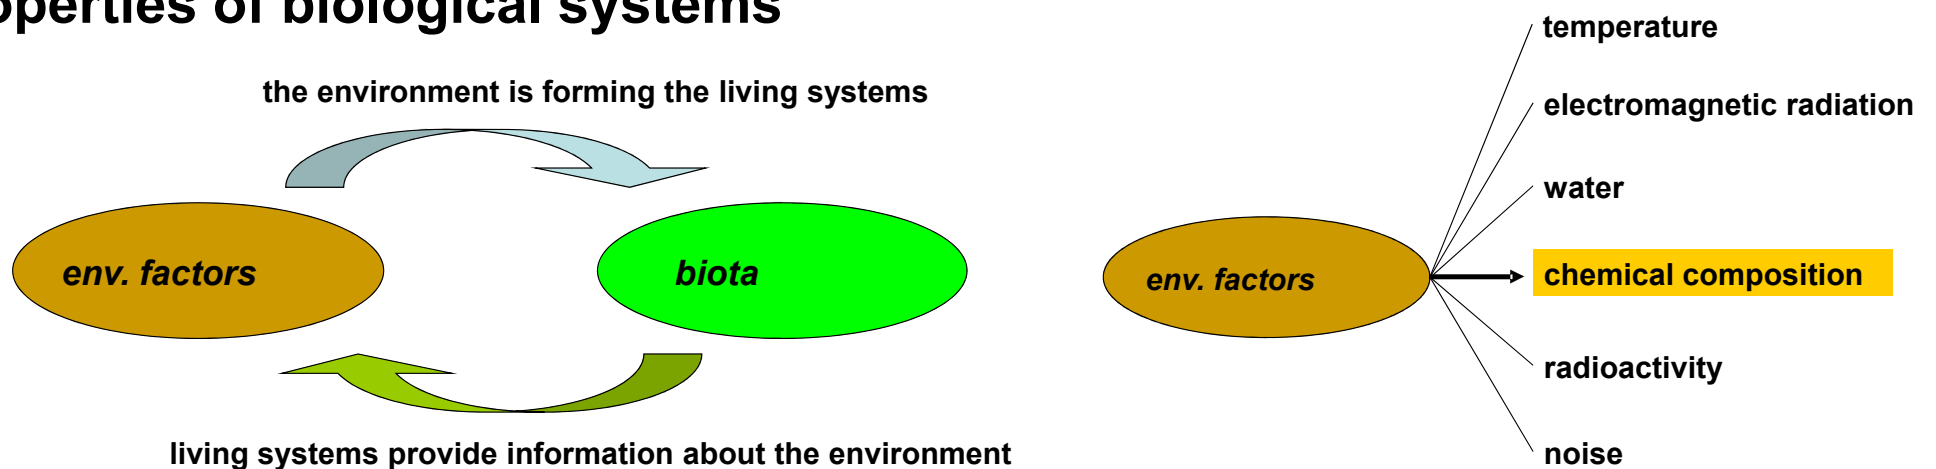 operties of biological systems
the environment is forming the living systems
env. factors
biota
living systems provide information about the environment
env. factors
temperature
electromagnetic radiation
water
chemical composition
radioactivity
noise